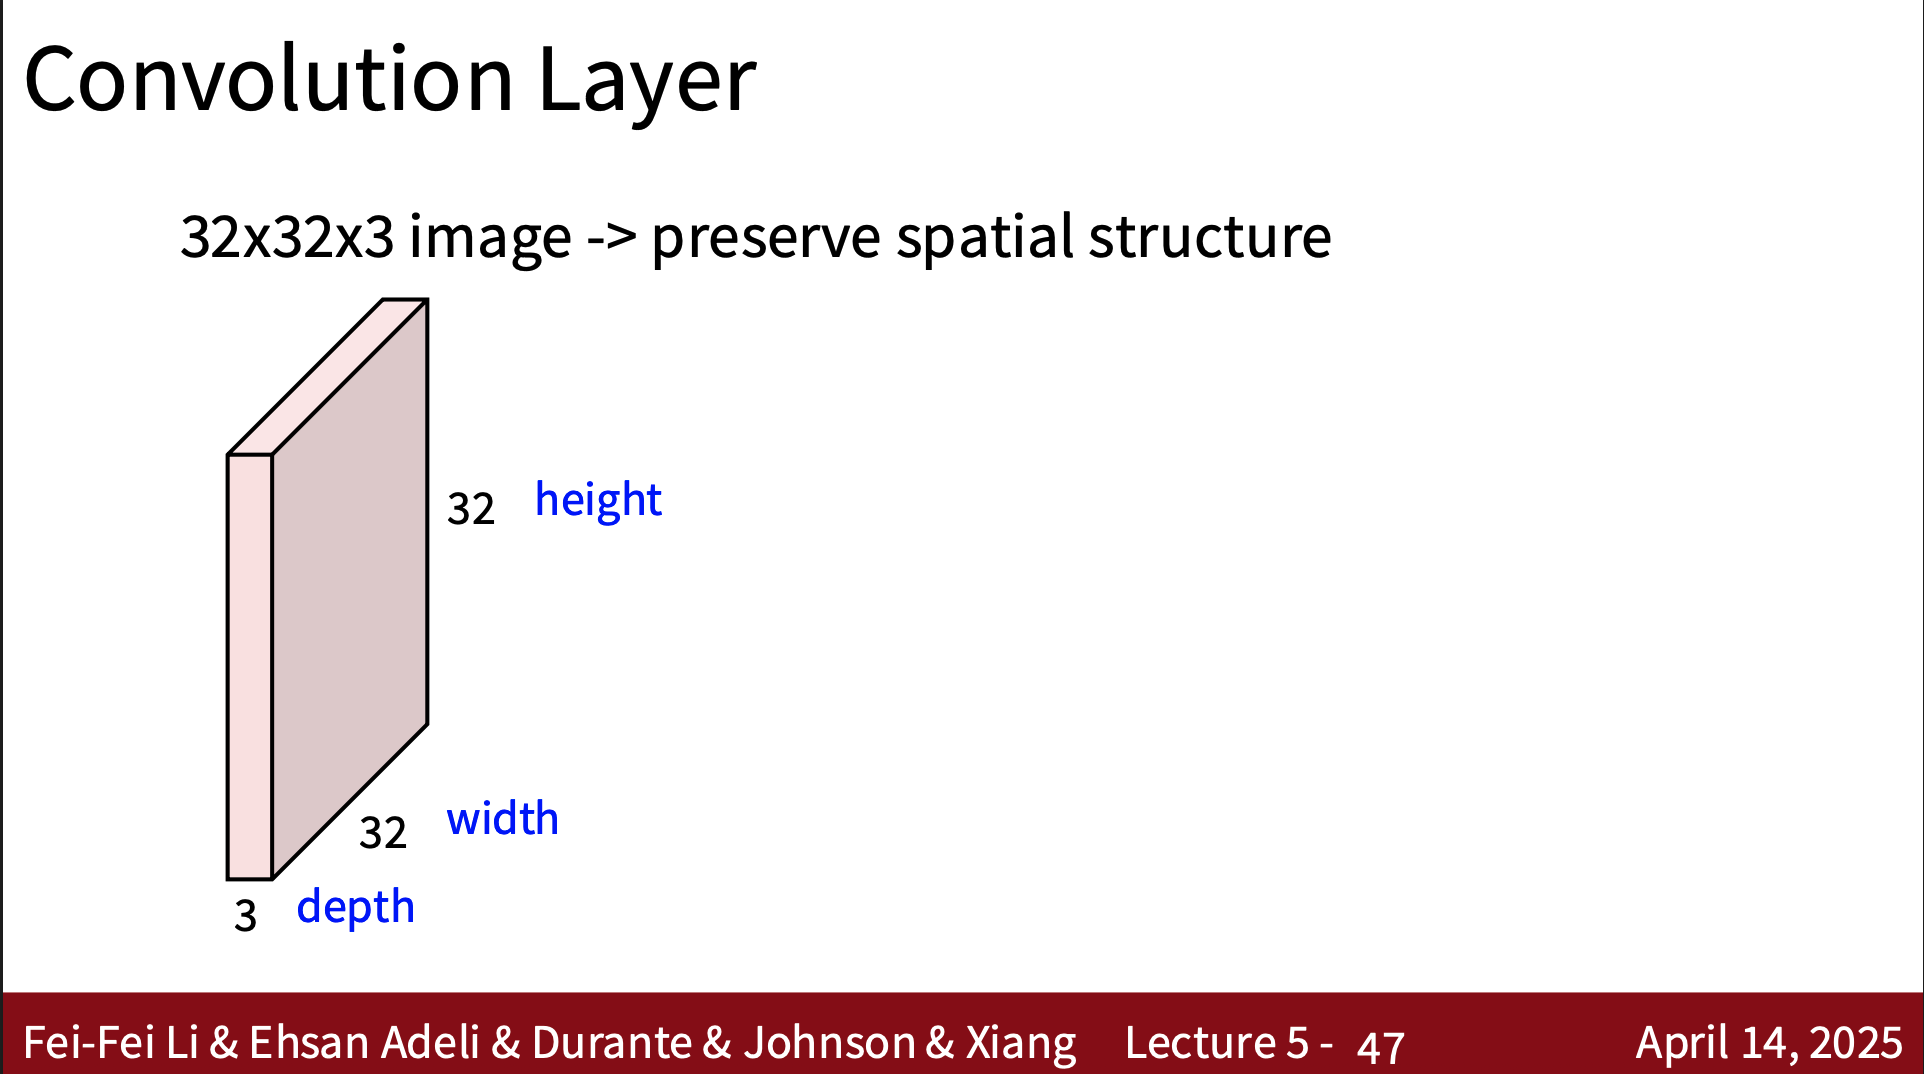 Convolution Layer
32x32x3 image -> preserve spatial structure
32 height
32 width
3 depth
Fei-Fei Li & Ehsan Adeli & Durante & Johnson & Xiang Lecture 5 - 47 April 14, 2025